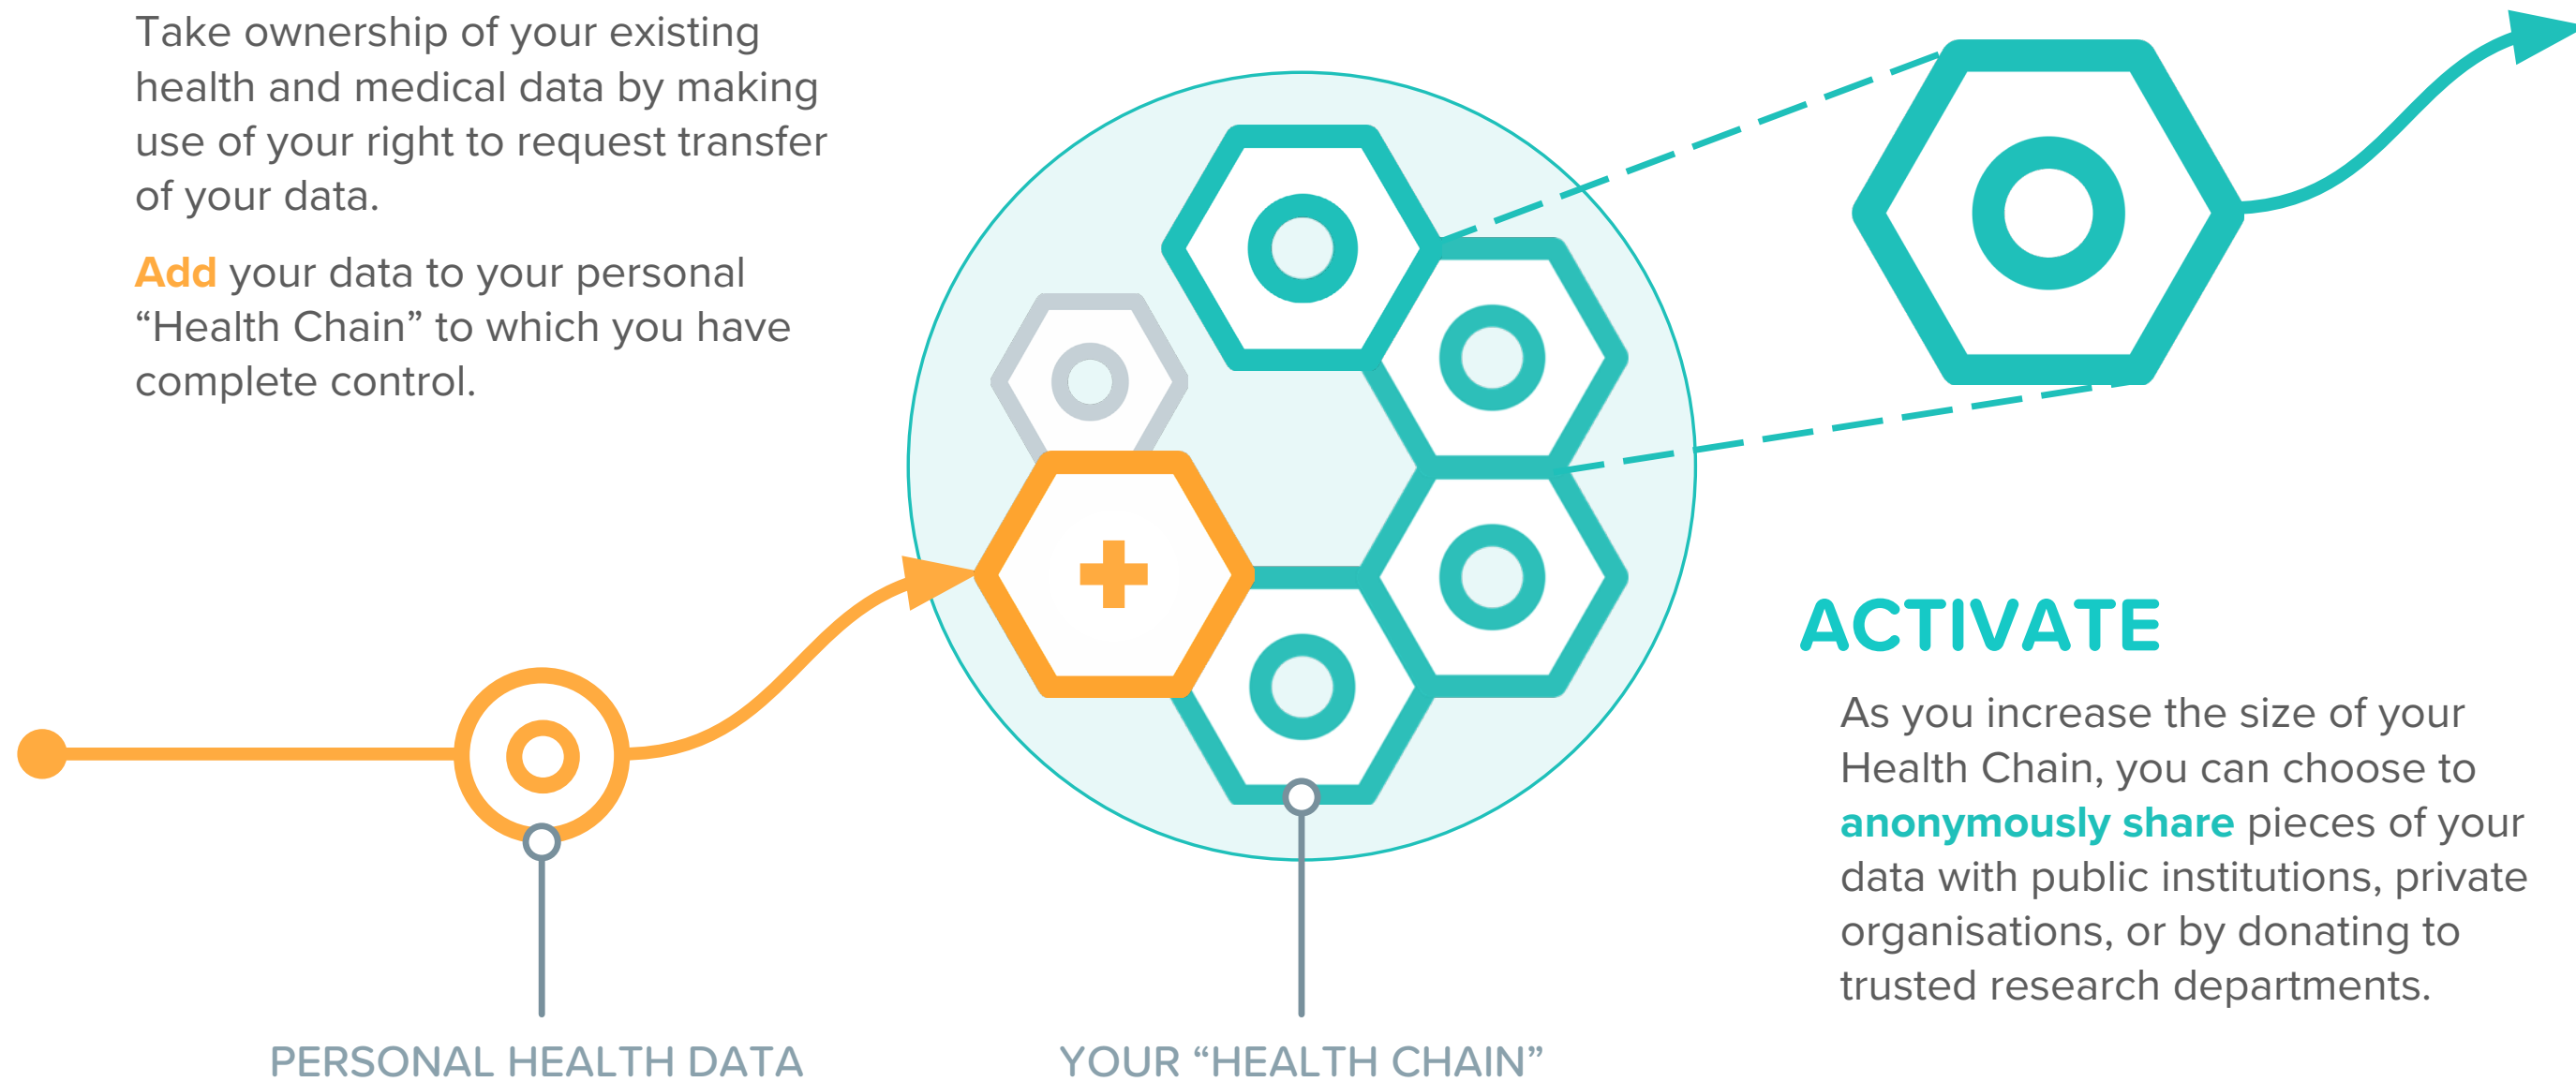 Take ownership of your existing
health and medical data by making
use of your right to request transfer
of your data.
Add your data to your personal
“Health Chain” to which you have
complete control.
ACTIVATE
As you increase the size of your
Health Chain, you can choose to
anonymously share pieces of your
data with public institutions, private
organisations, or by donating to
trusted research departments.
PERSONAL HEALTH DATA
YOUR “HEALTH CHAIN”